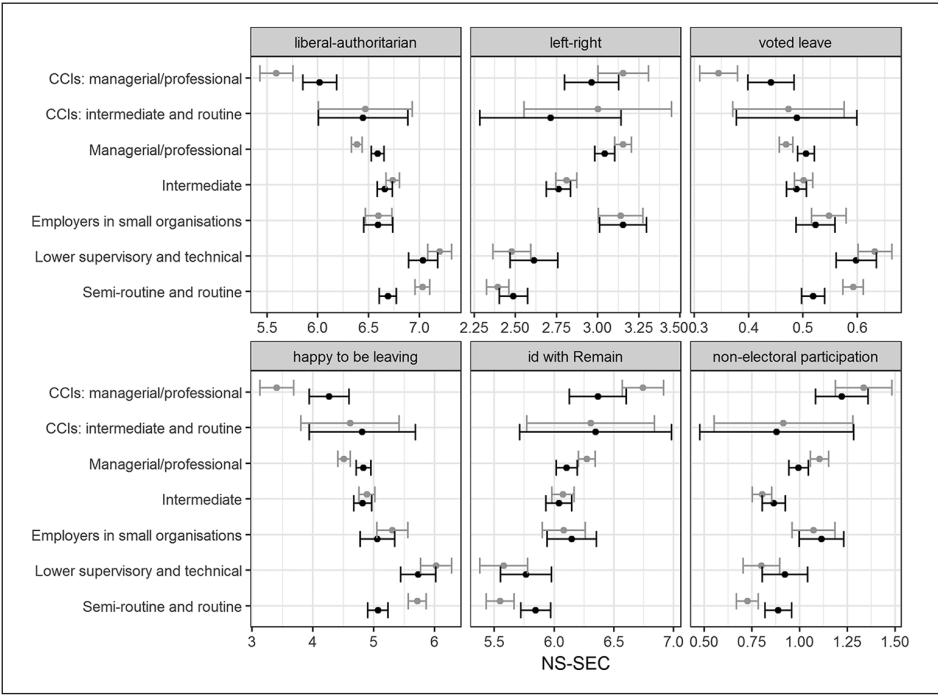 liberal-authoritarian left-right voted leave
CCIs: managerial/professional
CCIs: intermediate and routine
Managerial/professional
Intermediate
Employers in small organisations
Lower supervisory and technical
Semi-routine and routine
5.5 6.0 6.5 7.0 2.25 2.50 2.75 3.00 3.25 3.50 0.3 0.4 0.5 0.6
happy to be leaving id with Remain non-electoral participation
CCIs: managerial/professional
CCIs: intermediate and routine
Managerial/professional
Intermediate
Employers in small organisations
Lower supervisory and technical
Semi-routine and routine
3 4 5 6 5.5 6.0 6.5 7.0 0.50 0.75 1.00 1.25 1.50
NS-SEC